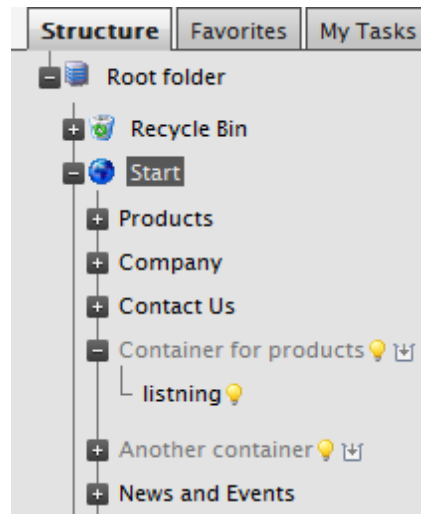 Structure Favorites My Tasks
Root folder
Recycle Bin
Start
Products
Company
Contact Us
Container for products
listning
Another container
News and Events